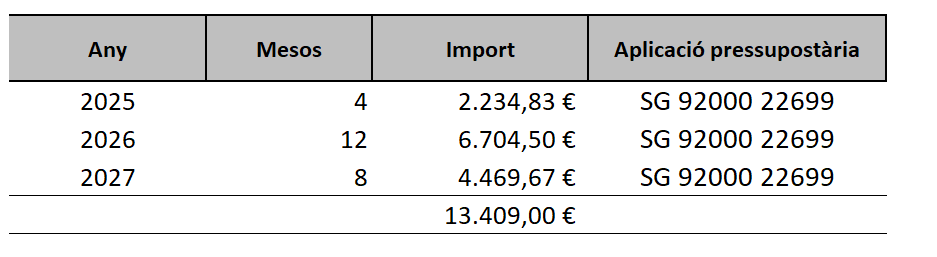 Any Mesos Import Aplicació pressupostària
2025 4 2.234,83 € SG 92000 22699
2026 12 6.704,50 € SG 92000 22699
2027 8 4.469,67 € SG 92000 22699
13.409,00 €